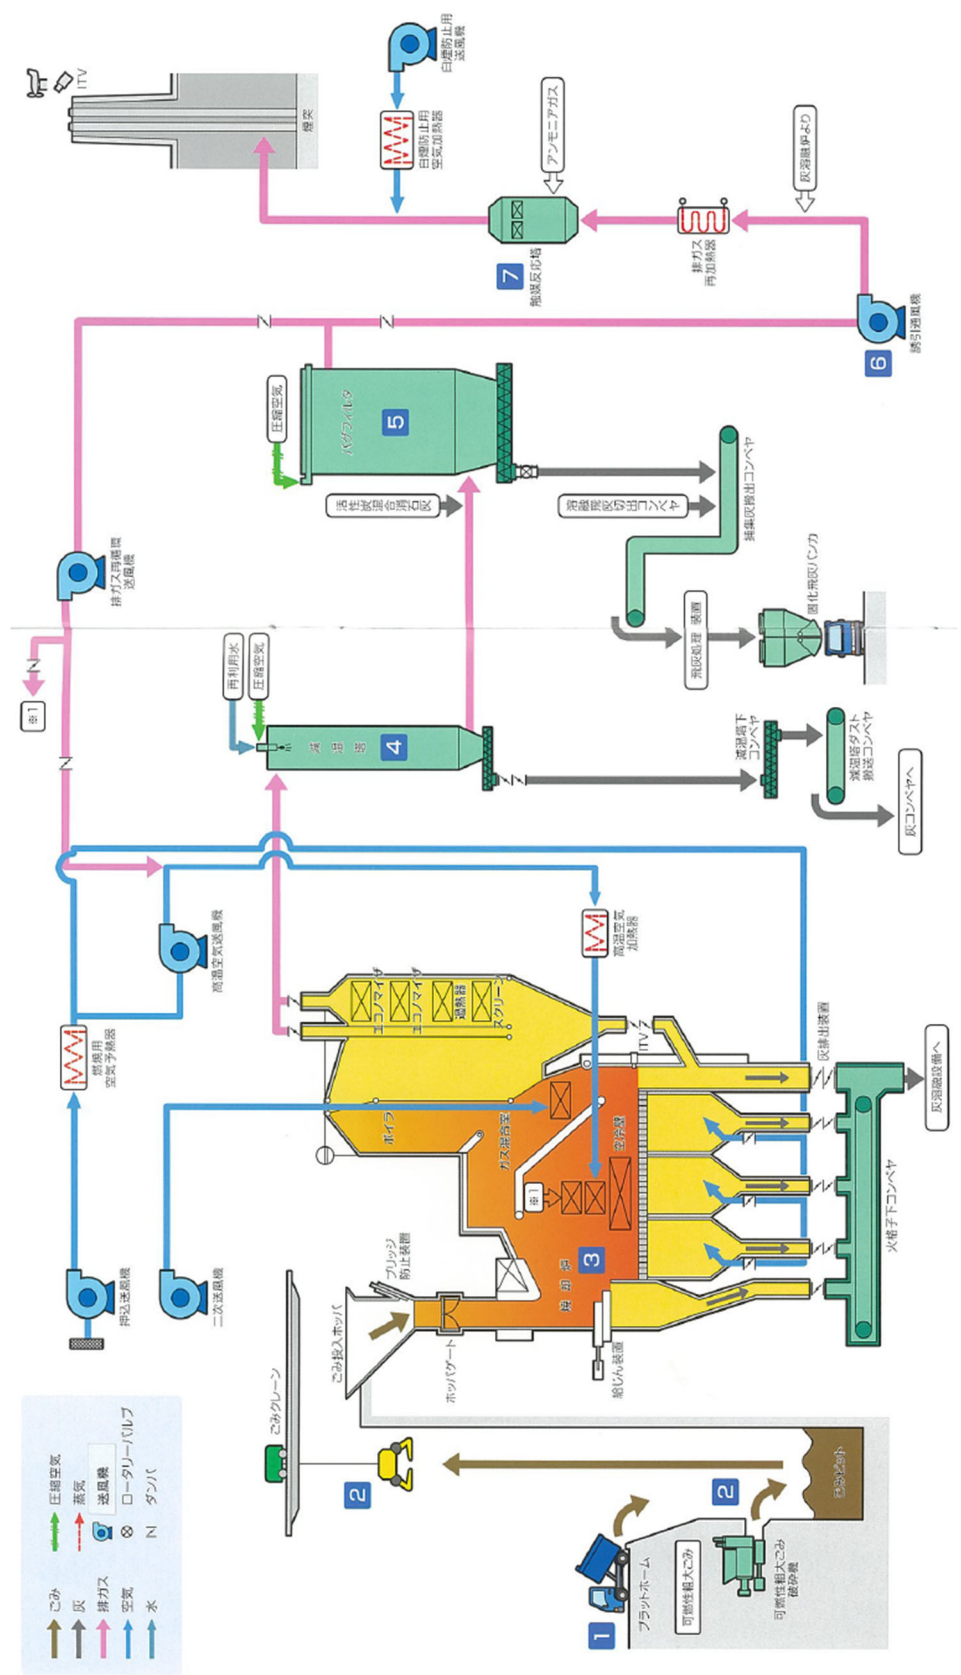 ごみ
灰
排ガス
空気
水
圧縮空気
蒸気
送風機
ロータリーバルブ
ダンパ
1
プラットホーム
可燃性粗大ごみ
可燃性粗大ごみ
破砕機
2
ごみピット
2
ごみクレーン
ごみ投入ホッパ
ブリッジ
防止装置
ホッパゲート
給じん装置
押込送風機
二次送風機
燃焼用
空気予熱器
高温空気送風機
高温空気
加熱器
3
焼却炉
※1
空冷壁
ガス混合室
ボイラ
エコノマイザ
エコノマイザ
過熱器
スクリーン
ITV
灰排出装置
火格子下コンベヤ
灰溶融設備へ
再利用水
圧縮空気
減温塔
4
減温塔下
コンベヤ
減温塔ダスト
搬送コンベヤ
灰コンベヤへ
※1
排ガス再循環
送風機
圧縮空気
バグフィルタ
5
活性炭混合消石灰
溶融飛灰切出コンベヤ
捕集灰搬出コンベヤ
飛灰処理装置
固化飛灰バンカ
6
誘引通風機
灰溶融炉より
排ガス
再加熱器
7
触媒反応塔
アンモニアガス
白煙防止用
空気加熱器
白煙防止用
送風機
煙突
ITV